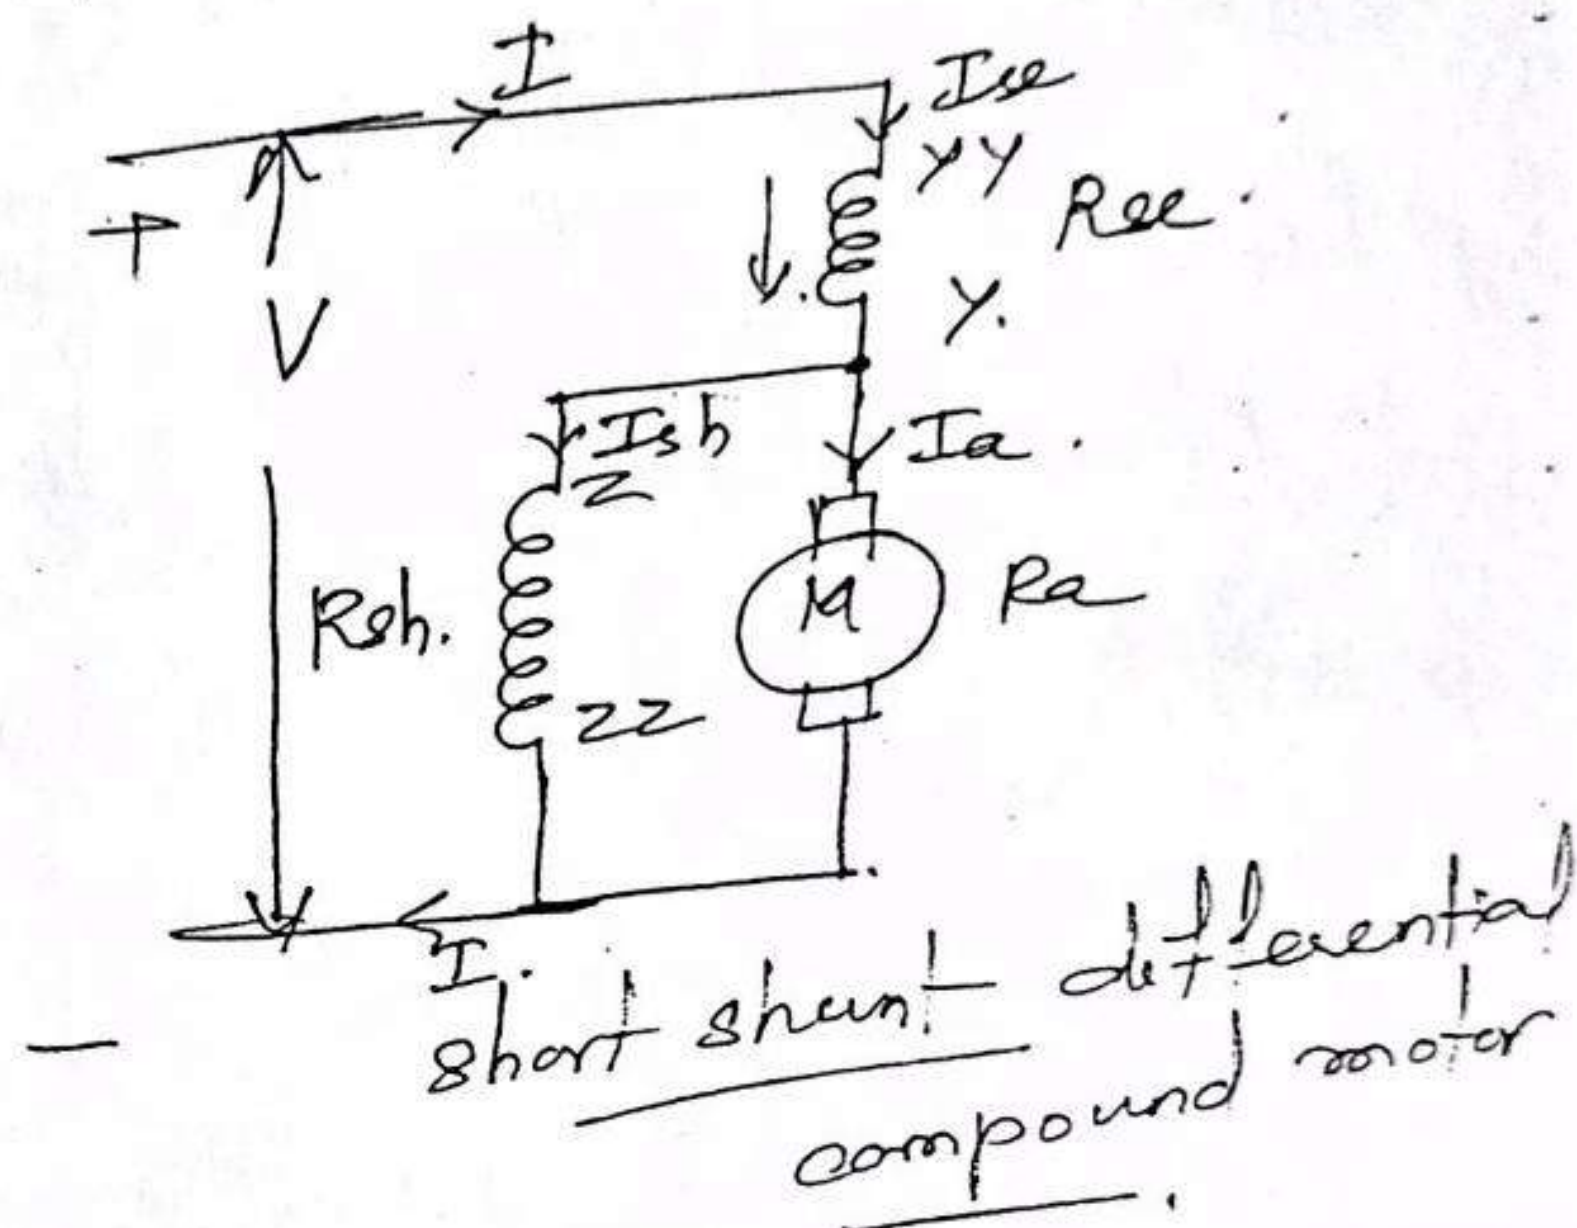 I
Ise
+
YY
Rse.
V
Y.
Ish
Ia.
Z
Rsh.
M
Ra
ZZ
I.
-
short shunt differential
compound motor.